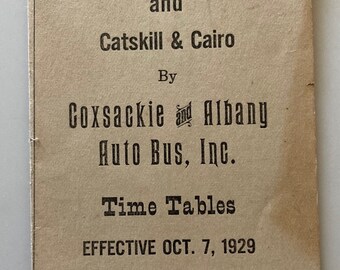 and
Catskill & Cairo
By
Coxsackie and Albany
Auto Bus, Inc.
Time Tables
EFFECTIVE OCT. 7, 1929